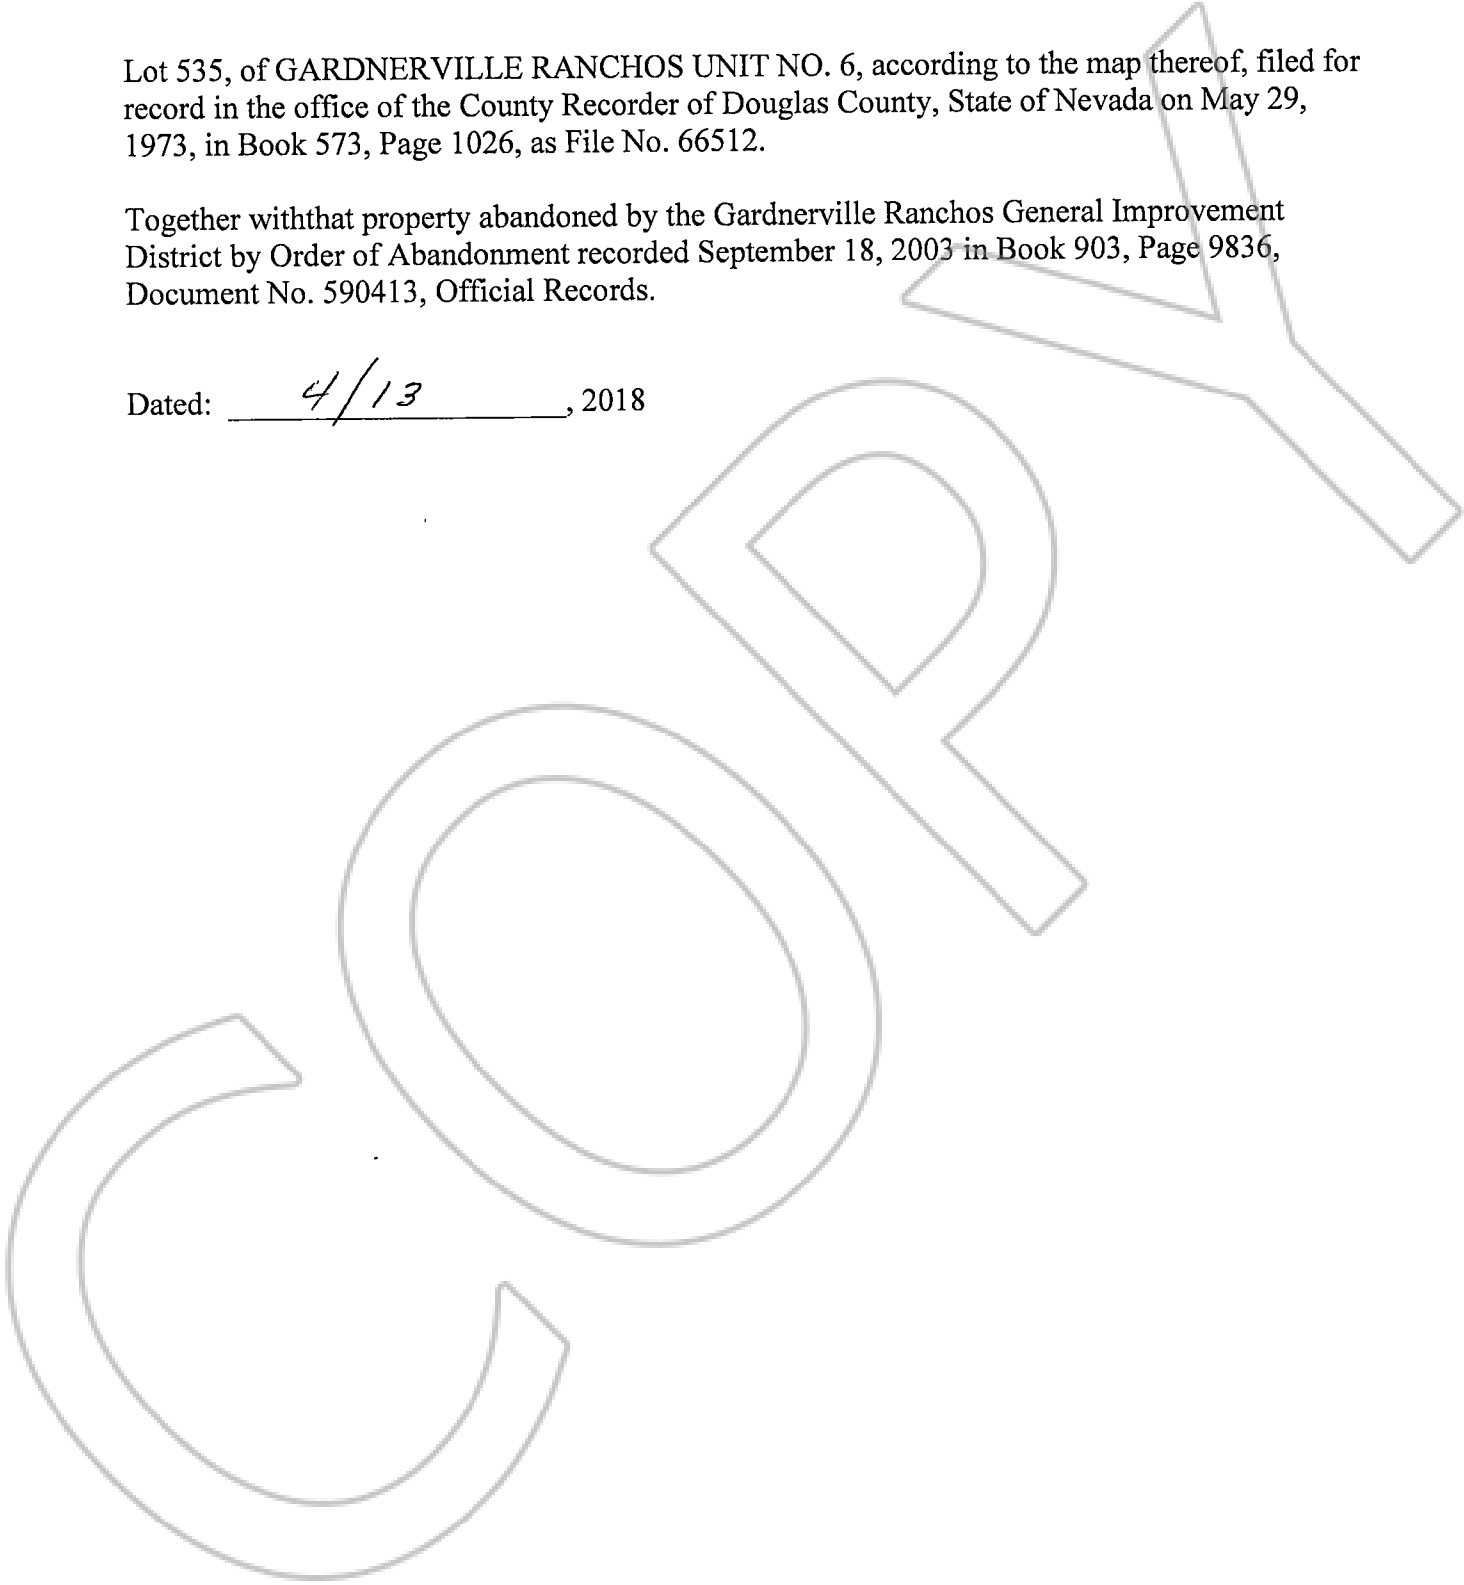 Lot 535, of GARDNERVILLE RANCHOS UNIT NO. 6, according to the map thereof, filed for
record in the office of the County Recorder of Douglas County, State of Nevada on May 29,
1973, in Book 573, Page 1026, as File No. 66512.
Together withthat property abandoned by the Gardnerville Ranchos General Improvement
District by Order of Abandonment recorded September 18, 2003 in Book 903, Page 9836,
Document No. 590413, Official Records.
Dated: 4/13, 2018
COPY